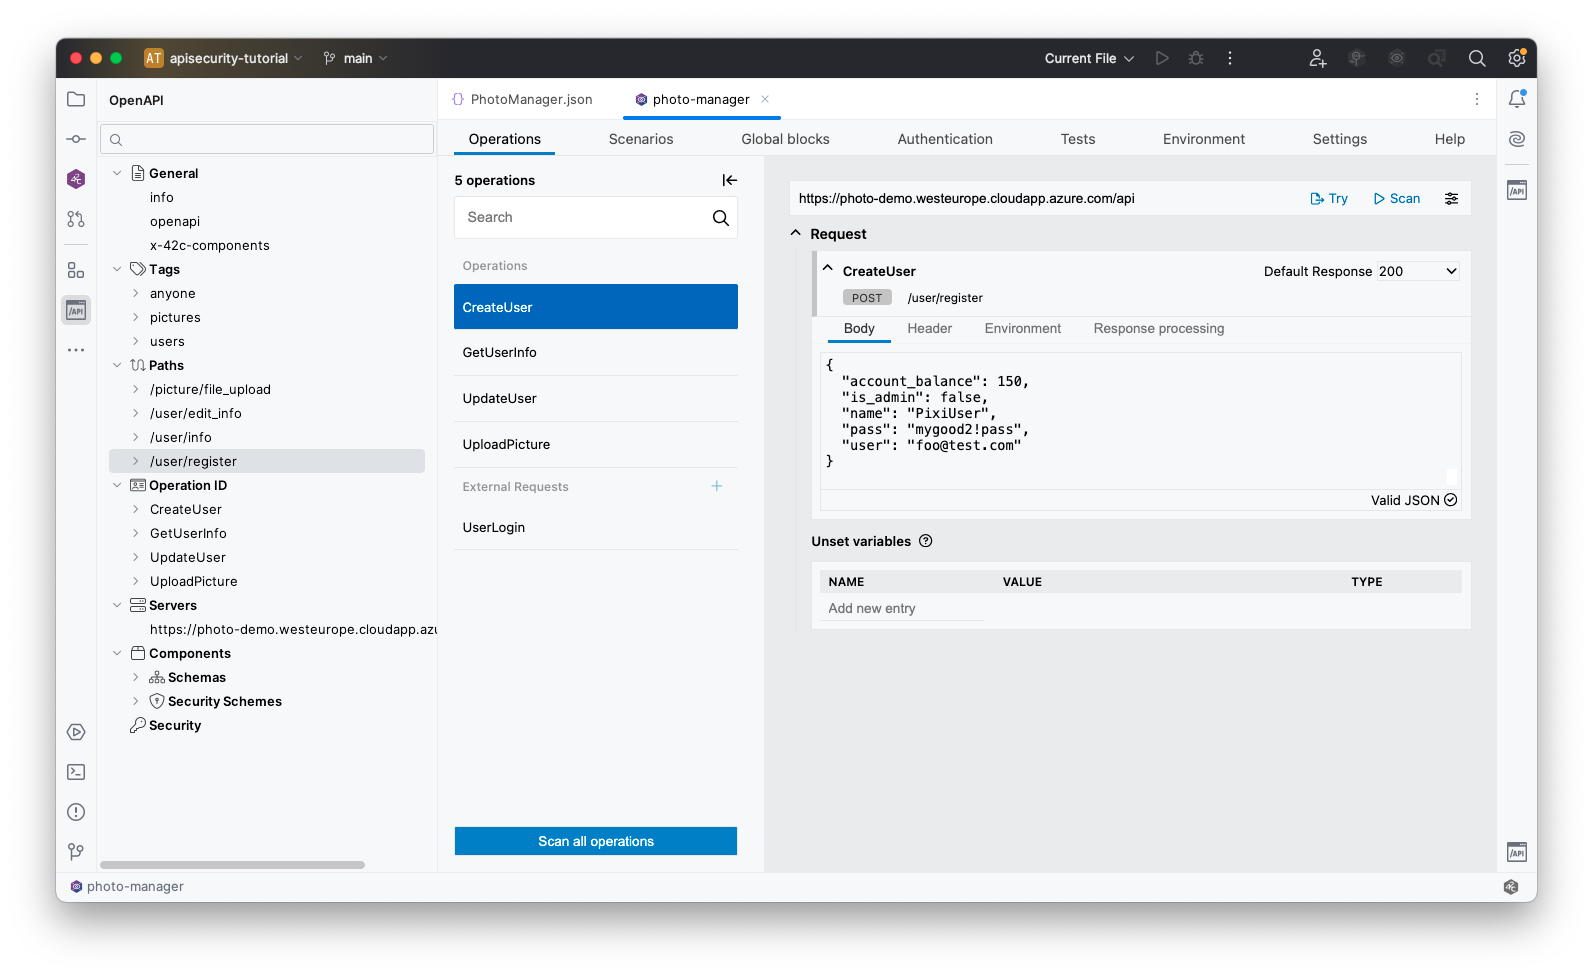 AT apisecurity-tutorial main Current File
OpenAPI
General
info
openapi
x-42c-components
Tags
anyone
pictures
users
Paths
/picture/file_upload
/user/edit_info
/user/info
/user/register
Operation ID
CreateUser
GetUserInfo
UpdateUser
UploadPicture
Servers
https://photo-demo.westeurope.cloudapp.azu
Components
Schemas
Security Schemes
Security
PhotoManager.json photo-manager
Operations Scenarios Global blocks Authentication Tests Environment Settings Help
5 operations
Search
Operations
CreateUser
GetUserInfo
UpdateUser
UploadPicture
External Requests
UserLogin
Scan all operations
https://photo-demo.westeurope.cloudapp.azure.com/api Try Scan
Request
CreateUser Default Response 200
POST /user/register
Body Header Environment Response processing
{
"account_balance": 150,
"is_admin": false,
"name": "PixiUser",
"pass": "mygood2!pass",
"user": "foo@test.com"
}
Valid JSON
Unset variables
NAME VALUE TYPE
Add new entry
/API
/API
/API
photo-manager